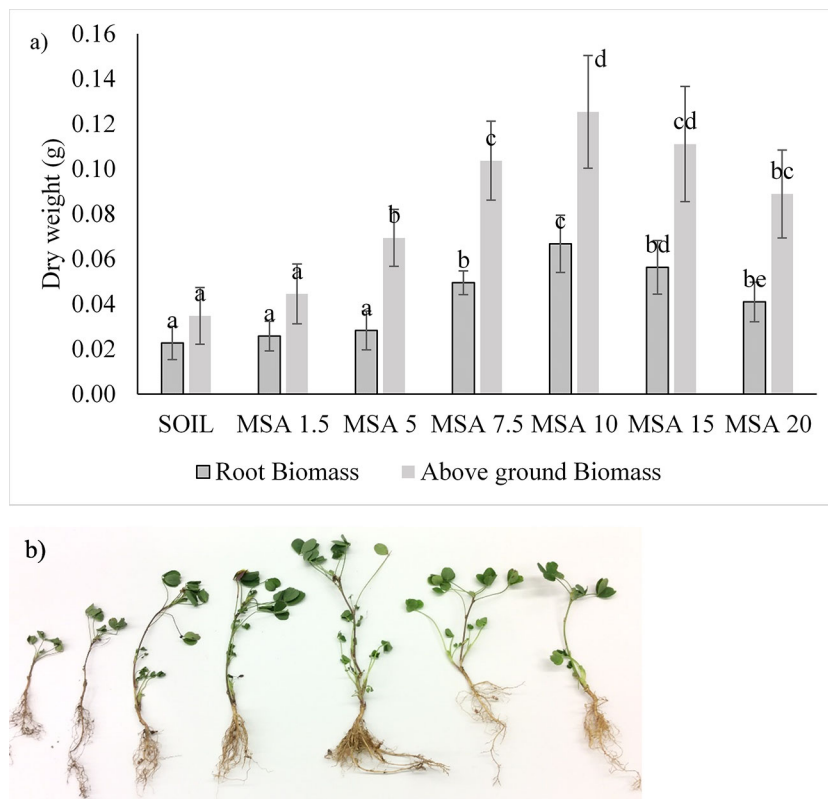 a)
Dry weight (g)
0.16
0.14
0.12
0.10
0.08
0.06
0.04
0.02
0.00
a a a a a b b c c d bd cd be bc
SOIL MSA 1.5 MSA 5 MSA 7.5 MSA 10 MSA 15 MSA 20
Root Biomass Above ground Biomass
b)